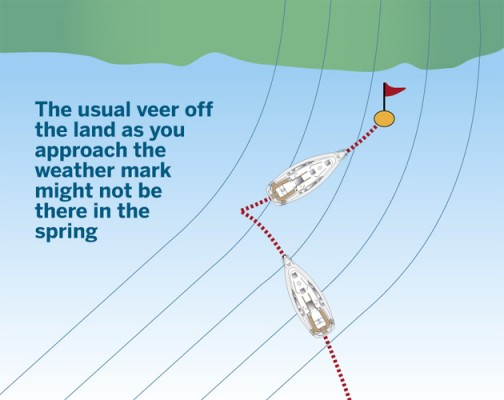 The usual veer off
the land as you
approach the
weather mark
might not be
there in the
spring